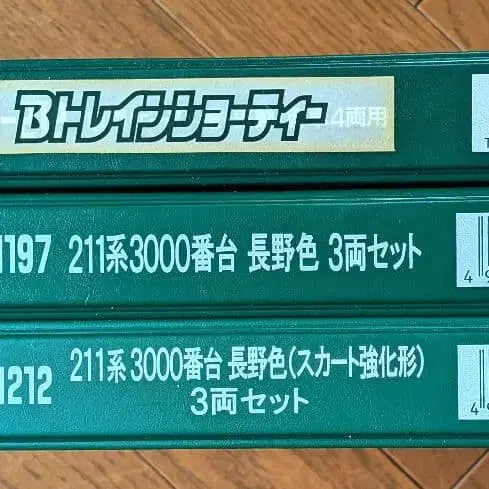 Bトレインショーティー 4両用
1197 211系3000番台 長野色 3両セット
1212 211系3000番台 長野色(スカート強化形)
3両セット
4
4